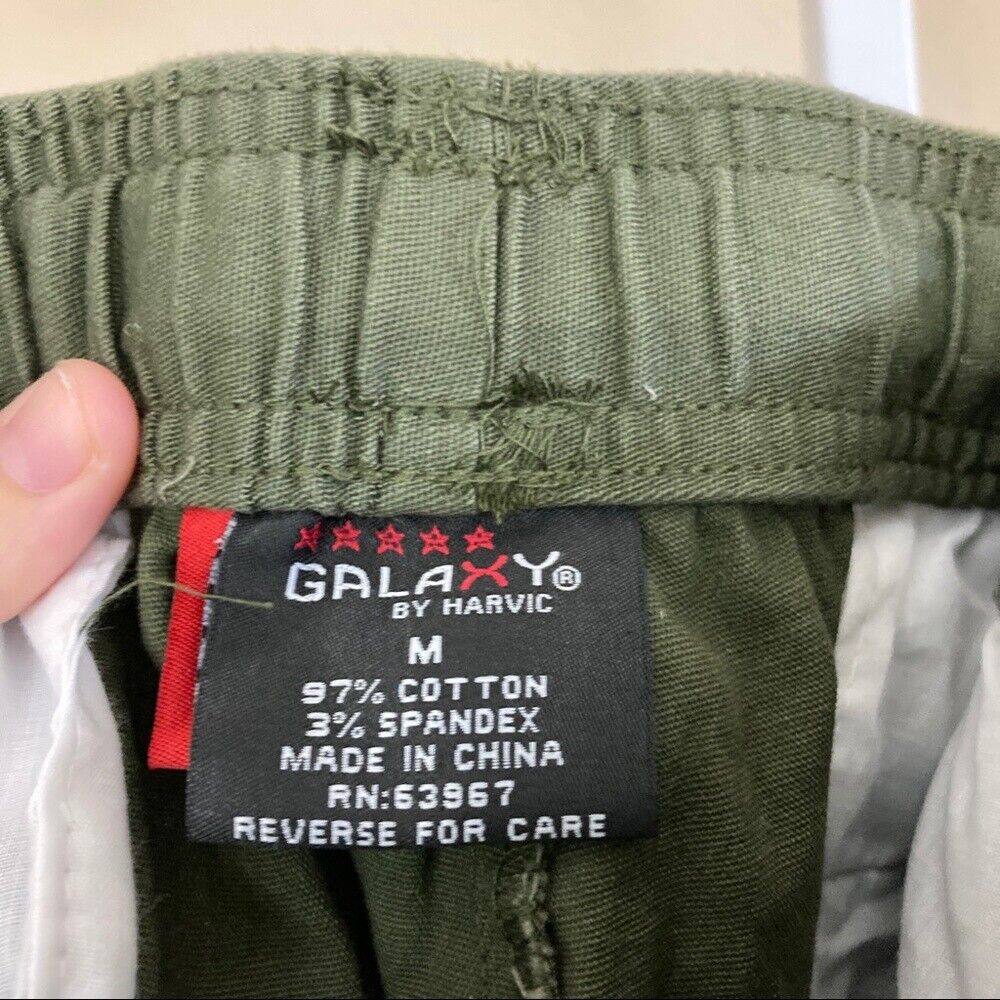 GALAXY®
BY HARVIC
M
97% COTTON
3% SPANDEX
MADE IN CHINA
RN:63967
REVERSE FOR CARE